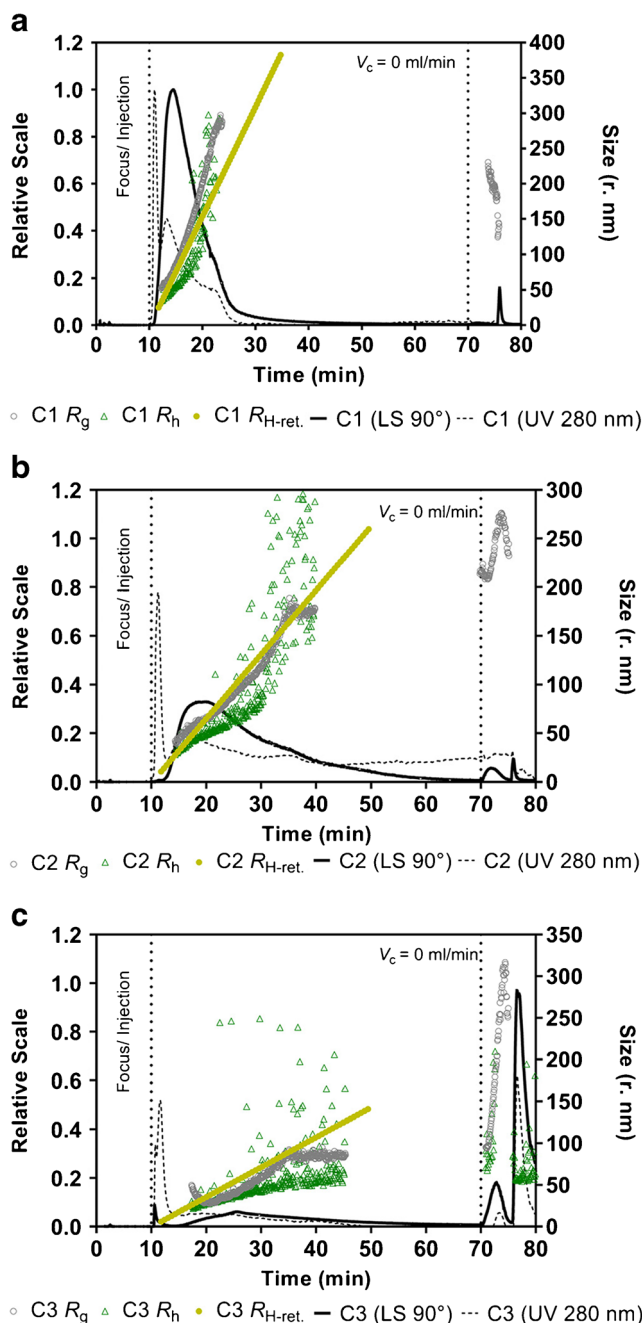 a
1.2
1.0
0.8
0.6
0.4
0.2
0.0
Relative Scale
Focus/ Injection
Vc = 0 ml/min
400
350
300
250
200
150
100
50
0
Size (r. nm)
0 10 20 30 40 50 60 70 80
Time (min)
C1 Rg C1 Rh C1 RH-ret. C1 (LS 90°) C1 (UV 280 nm)
b
1.2
1.0
0.8
0.6
0.4
0.2
0.0
Relative Scale
Focus/ Injection
Vc = 0 ml/min
300
250
200
150
100
50
0
Size (r. nm)
0 10 20 30 40 50 60 70 80
Time (min)
C2 Rg C2 Rh C2 RH-ret. C2 (LS 90°) C2 (UV 280 nm)
c
1.2
1.0
0.8
0.6
0.4
0.2
0.0
Relative Scale
Focus/ Injection
Vc = 0 ml/min
350
300
250
200
150
100
50
0
Size (r. nm)
0 10 20 30 40 50 60 70 80
Time (min)
C3 Rg C3 Rh C3 RH-ret. C3 (LS 90°) C3 (UV 280 nm)